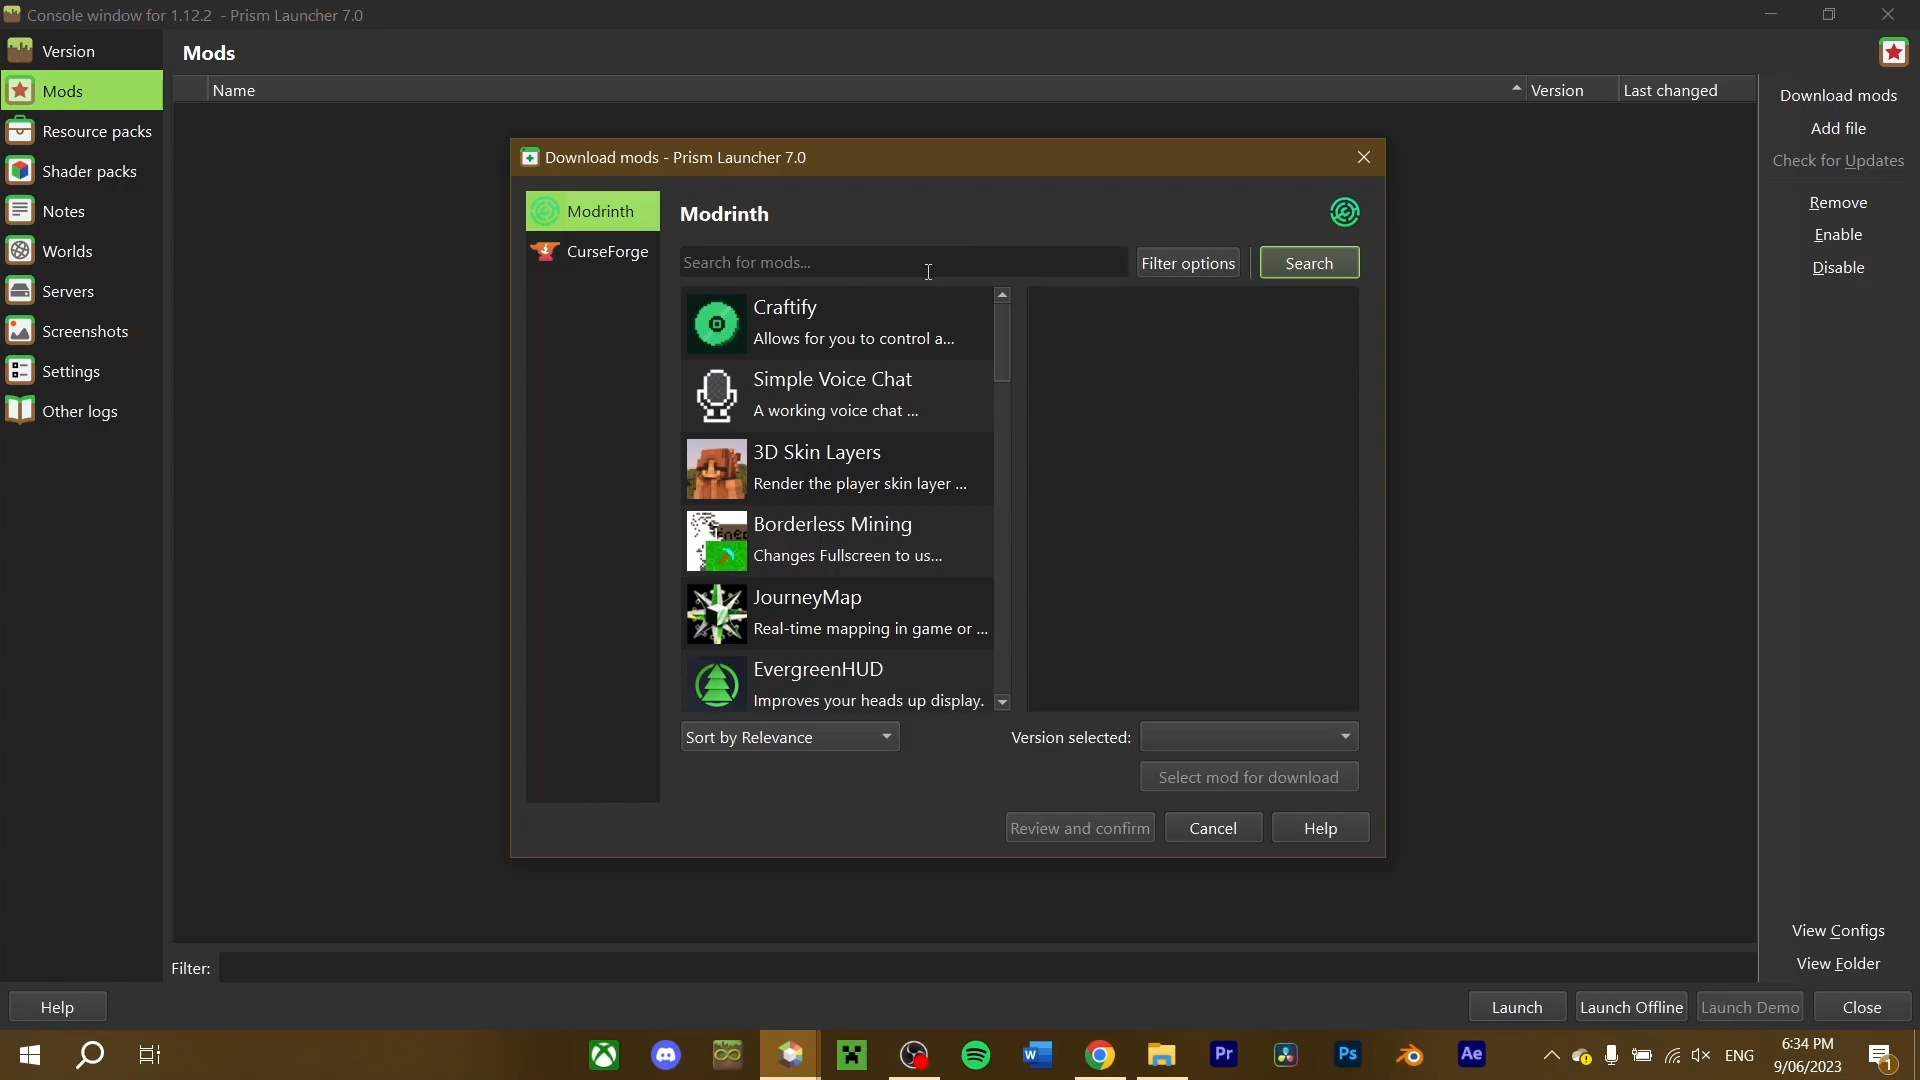 Console window for 1.12.2 - Prism Launcher 7.0
Version
Mods
Resource packs
Shader packs
Notes
Worlds
Servers
Screenshots
Settings
Other logs
Mods
Name
Version
Last changed
Download mods
Add file
Check for Updates
Remove
Enable
Disable
View Configs
View Folder
Download mods - Prism Launcher 7.0
Modrinth
CurseForge
Modrinth
Search for mods...
Filter options
Search
Craftify
Allows for you to control a...
Simple Voice Chat
A working voice chat ...
3D Skin Layers
Render the player skin layer ...
Borderless Mining
Changes Fullscreen to us...
JourneyMap
Real-time mapping in game or ...
EvergreenHUD
Improves your heads up display.
Sort by Relevance
Version selected:
Select mod for download
Review and confirm
Cancel
Help
Filter:
Help
Launch
Launch Offline
Launch Demo
Close
Pr
Ps
Ae
ENG
6:34 PM
9/06/2023
1